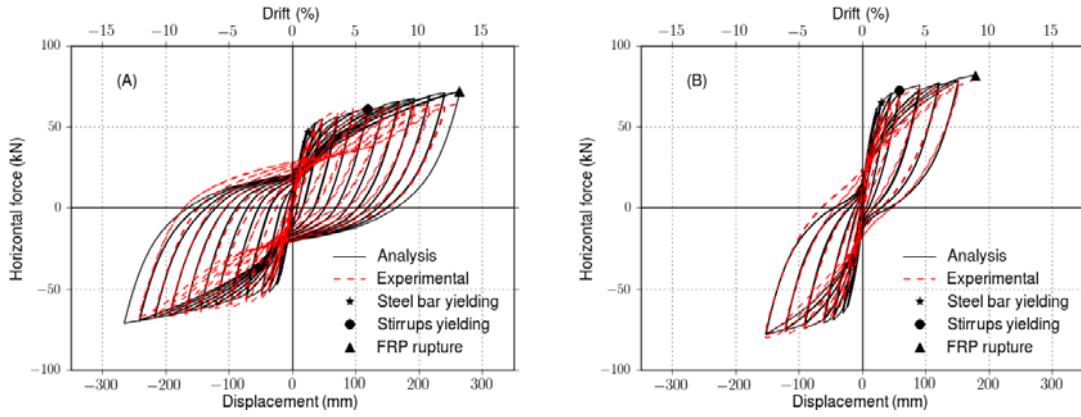 Drift (%)
−15 −10 −5 0 5 10 15
100
50
0
−50
−100
Horizontal force (kN)
(A)
Analysis
Experimental
Steel bar yielding
Stirrups yielding
FRP rupture
−300 −200 −100 0 100 200 300
Displacement (mm)
Drift (%)
−15 −10 −5 0 5 10 15
100
50
0
−50
−100
Horizontal force (kN)
(B)
Analysis
Experimental
Steel bar yielding
Stirrups yielding
FRP rupture
−300 −200 −100 0 100 200 300
Displacement (mm)